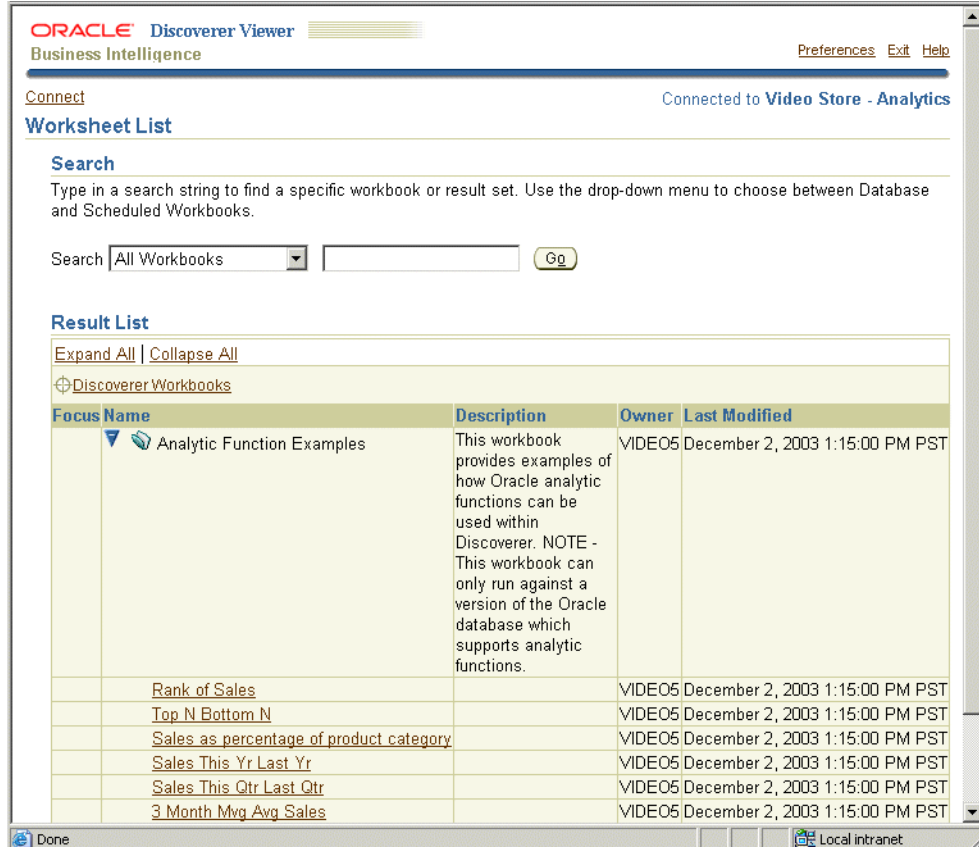 ORACLE Discoverer Viewer
Business Intelligence
Preferences Exit Help
Connect
Connected to Video Store - Analytics
Worksheet List
Search
Type in a search string to find a specific workbook or result set. Use the drop-down menu to choose between Database
and Scheduled Workbooks.
Search All Workbooks Go
Result List
Expand All | Collapse All
Discoverer Workbooks
Focus Name Description Owner Last Modified
Analytic Function Examples This workbook VIDEO5 December 2, 2003 1:15:00 PM PST
provides examples of
how Oracle analytic
functions can be
used within
Discoverer. NOTE -
This workbook can
only run against a
version of the Oracle
database which
supports analytic
functions.
Rank of Sales VIDEO5 December 2, 2003 1:15:00 PM PST
Top N Bottom N VIDEO5 December 2, 2003 1:15:00 PM PST
Sales as percentage of product category VIDEO5 December 2, 2003 1:15:00 PM PST
Sales This Yr Last Yr VIDEO5 December 2, 2003 1:15:00 PM PST
Sales This Qtr Last Qtr VIDEO5 December 2, 2003 1:15:00 PM PST
3 Month Mvg Avg Sales VIDEO5 December 2, 2003 1:15:00 PM PST
Done Local intranet